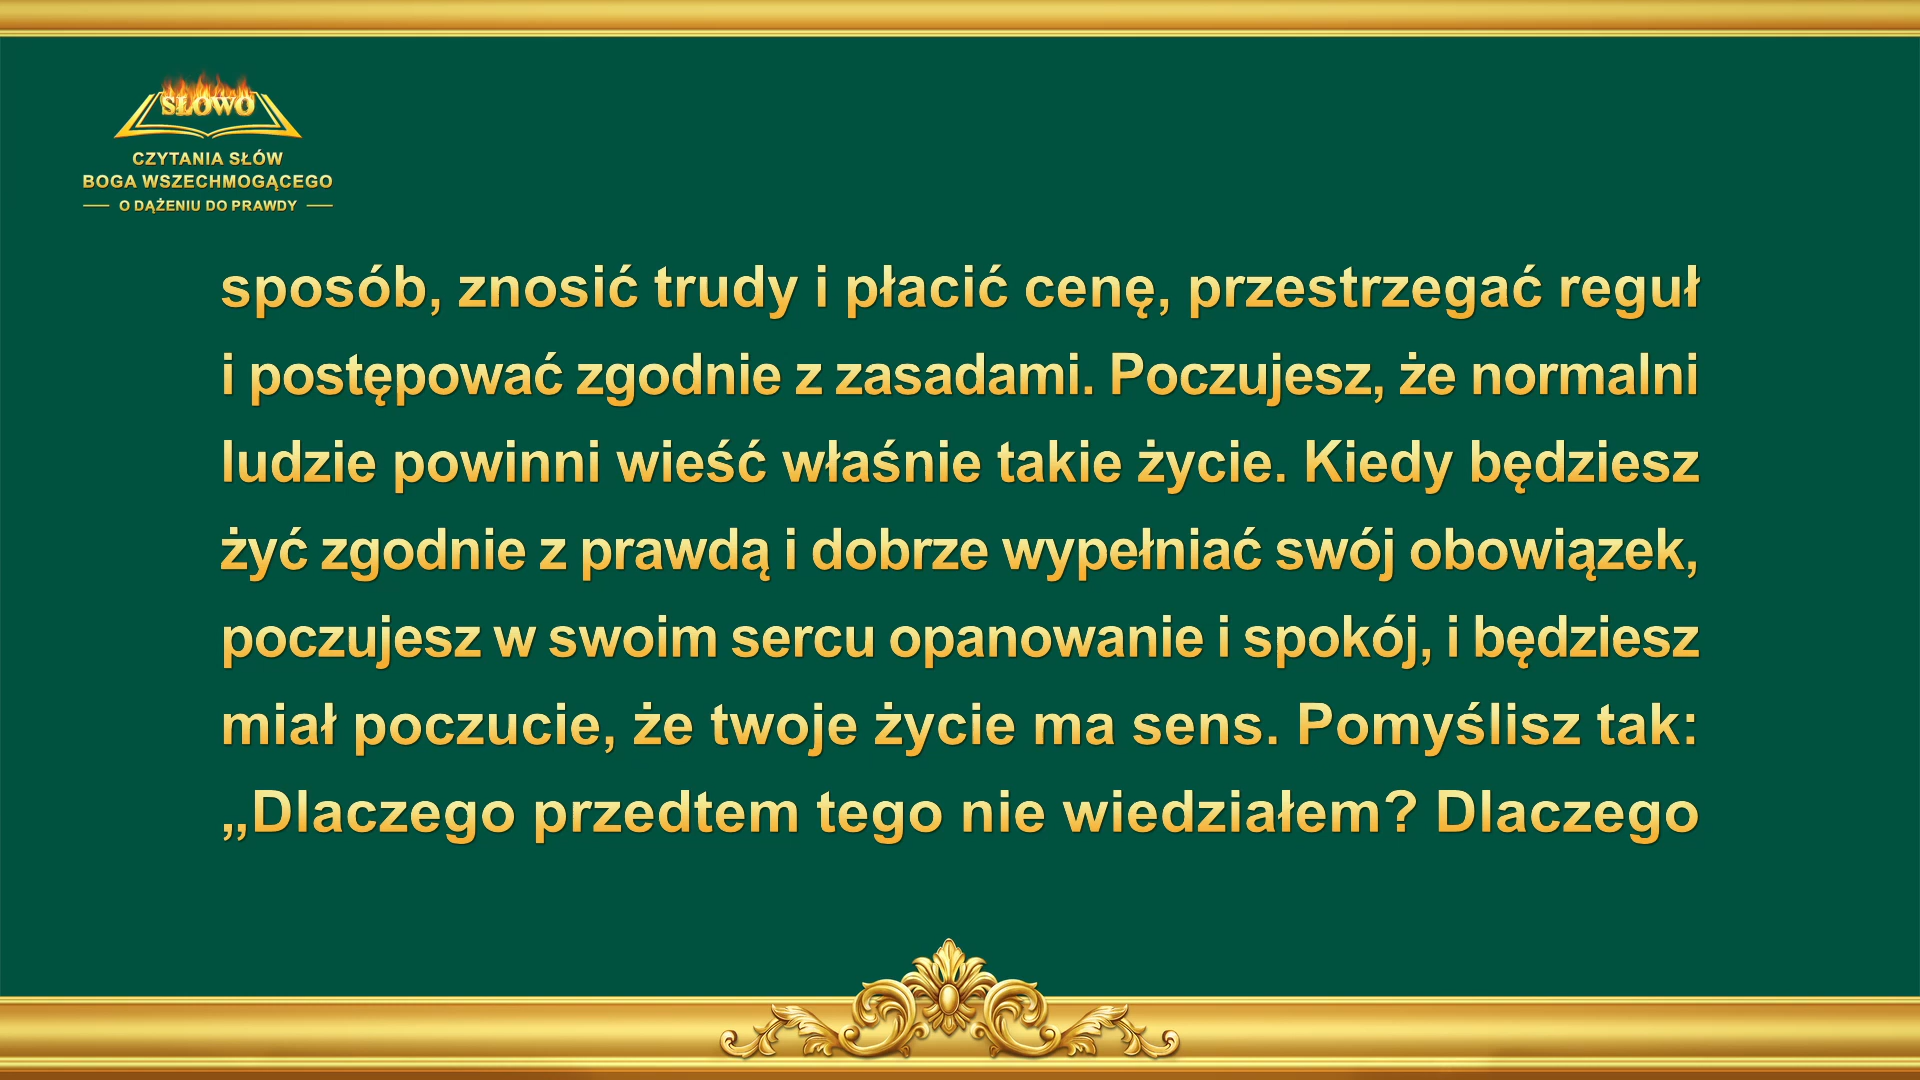 SŁOWO
CZYTANIA SŁÓW
BOGA WSZECHMOGĄCEGO
O DĄŻENIU DO PRAWDY
sposób, znosić trudy i płacić cenę, przestrzegać reguł
i postępować zgodnie z zasadami. Poczujesz, że normalni
ludzie powinni wieść właśnie takie życie. Kiedy będziesz
żyć zgodnie z prawdą i dobrze wypełniać swój obowiązek,
poczujesz w swoim sercu opanowanie i spokój, i będziesz
miał poczucie, że twoje życie ma sens. Pomyślisz tak:
„Dlaczego przedtem tego nie wiedziałem? Dlaczego